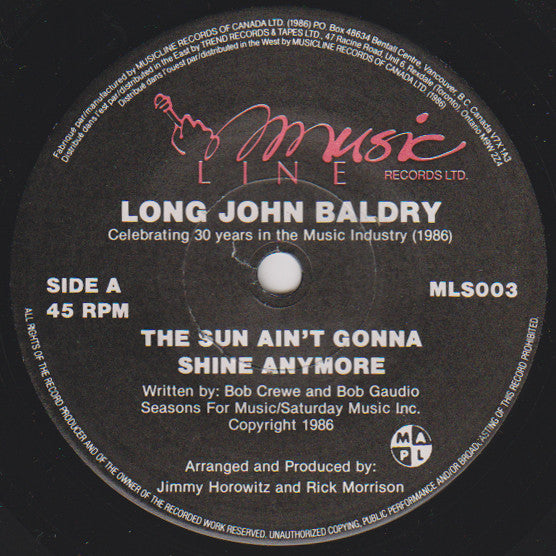 Fabriqué par/manufactured by MUSICLINE RECORDS OF CANADA LTD. (1986) PO. Box 48634 Bentall Centre, Vancouver, B.C, Canada V7X1A3
Distribué dans l'est par/distributed in the East by TREND RECORDS & TAPES LTD., 47 Racine Road, Unit 6, Rexdale (Toronto), Ontario M9W2Z4
Distribué dans l'ouest par/distributed in the West by MUSICLINE RECORDS OF CANADA LTD. (1986)
Music
LINE
RECORDS LTD.
LONG JOHN BALDRY
Celebrating 30 years in the Music Industry (1986)
SIDE A
45 RPM
MLS003
THE SUN AIN'T GONNA
SHINE ANYMORE
Written by: Bob Crewe and Bob Gaudio
Seasons For Music/Saturday Music Inc.
Copyright 1986
M A
P L
Arranged and Produced by:
Jimmy Horowitz and Rick Morrison
ALL RIGHTS OF THE RECORD PRODUCER AND OF THE OWNER OF THE RECORDED WORK RESERVED. UNAUTHORIZED COPYING, PUBLIC PERFORMANCE AND/OR BROADCASTING OF THIS RECORD PROHIBITED.